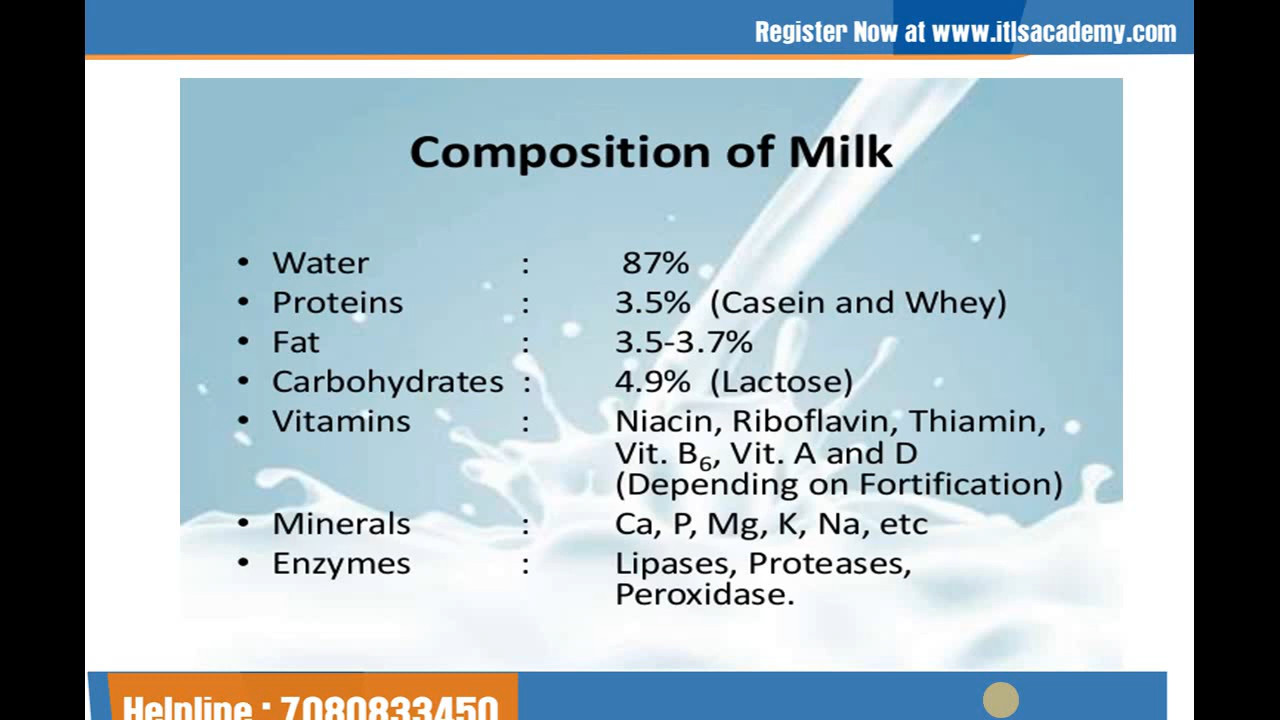 Register Now at www.itlsacademy.com
Composition of Milk
• Water : 87%
• Proteins : 3.5% (Casein and Whey)
• Fat : 3.5-3.7%
• Carbohydrates : 4.9% (Lactose)
• Vitamins : Niacin, Riboflavin, Thiamin,
Vit. B₆, Vit. A and D
(Depending on Fortification)
• Minerals : Ca, P, Mg, K, Na, etc
• Enzymes : Lipases, Proteases,
Peroxidase.
Helpline : 7080833450